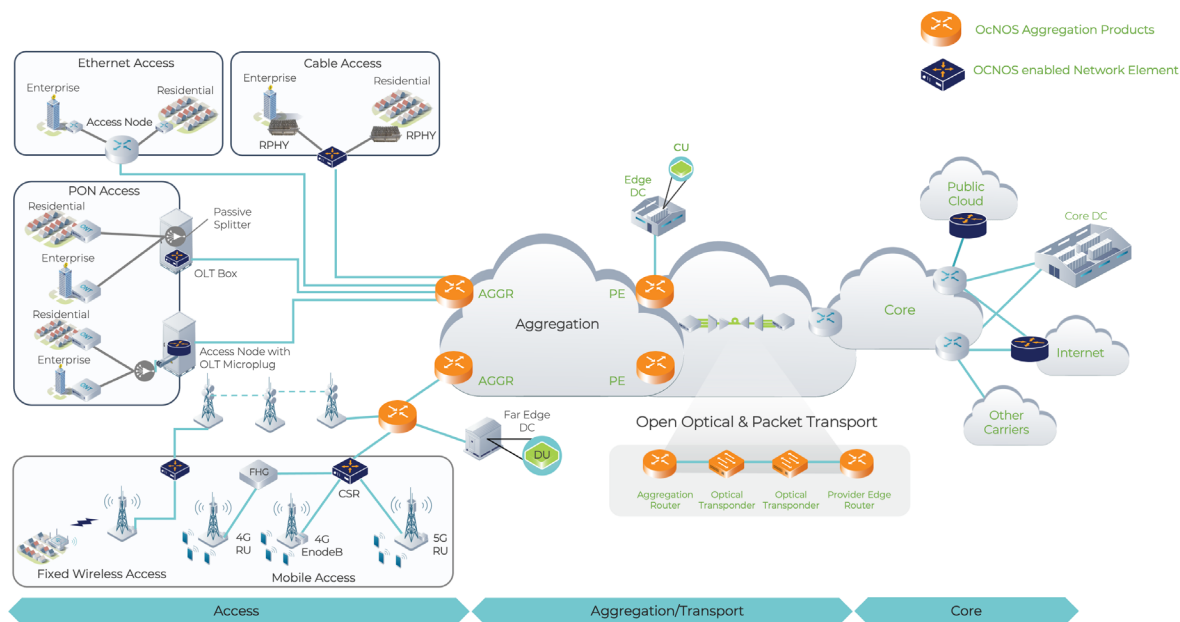 OcNOS Aggregation Products
OCNOS enabled Network Element
Ethernet Access
Enterprise
Residential
Access Node
Cable Access
Enterprise
Residential
RPHY
RPHY
PON Access
Residential
ONT
Passive
Splitter
Enterprise
ONT
OLT Box
Residential
ONT
Enterprise
ONT
Access Node with
OLT Microplug
CU
Edge
DC
AGGR
PE
Aggregation
AGGR
PE
Core
Public
Cloud
Core DC
Internet
Other
Carriers
Far Edge
DC
DU
Open Optical & Packet Transport
Aggregation
Router
Optical
Transponder
Optical
Transponder
Provider Edge
Router
FHG
CSR
4G
RU
4G
EnodeB
5G
RU
Fixed Wireless Access
Mobile Access
Access
Aggregation/Transport
Core